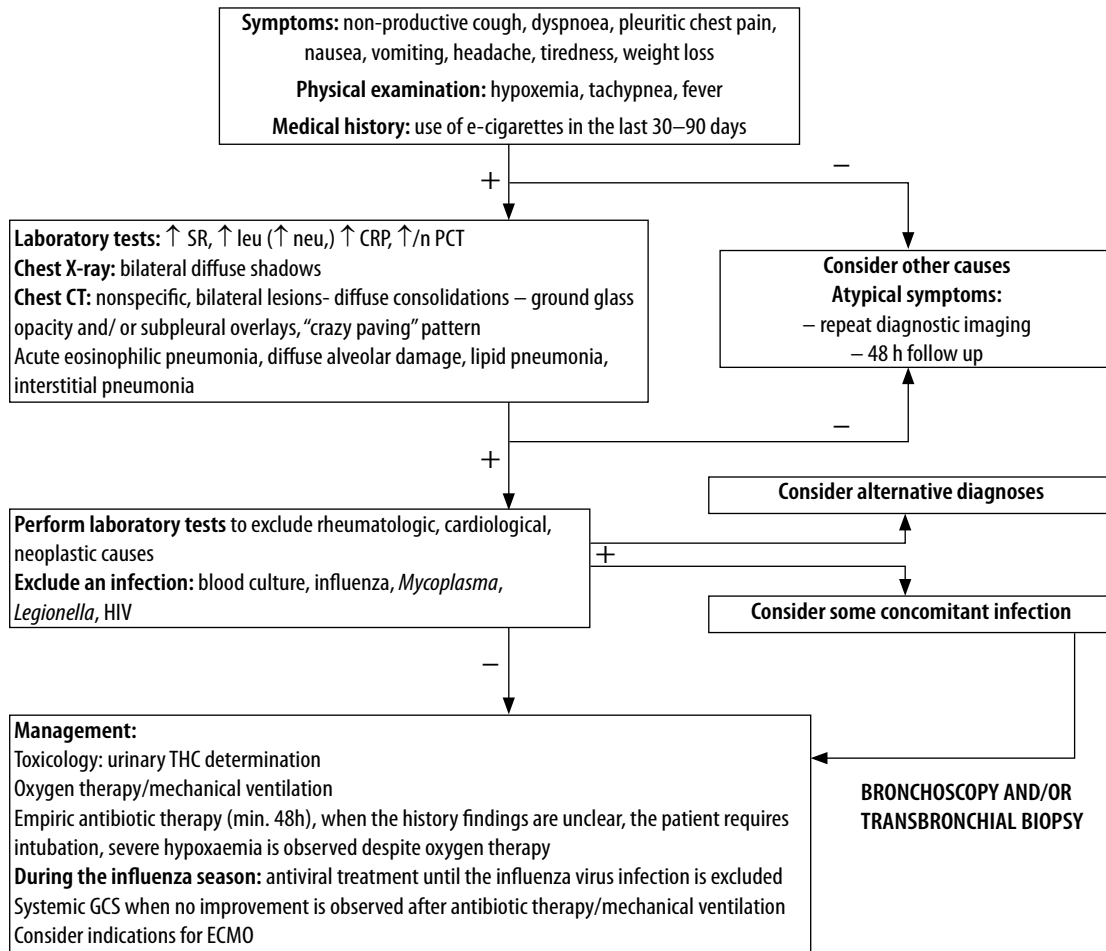 Symptoms: non-productive cough, dyspnoea, pleuritic chest pain,
nausea, vomiting, headache, tiredness, weight loss
Physical examination: hypoxemia, tachypnea, fever
Medical history: use of e-cigarettes in the last 30–90 days
+
–
Laboratory tests: ↑ SR, ↑ leu (↑ neu,) ↑ CRP, ↑/n PCT
Chest X-ray: bilateral diffuse shadows
Chest CT: nonspecific, bilateral lesions- diffuse consolidations – ground glass
opacity and/ or subpleural overlays, “crazy paving” pattern
Acute eosinophilic pneumonia, diffuse alveolar damage, lipid pneumonia,
interstitial pneumonia
Consider other causes
Atypical symptoms:
– repeat diagnostic imaging
– 48 h follow up
+
–
Perform laboratory tests to exclude rheumatologic, cardiological,
neoplastic causes
Exclude an infection: blood culture, influenza, Mycoplasma,
Legionella, HIV
+
Consider alternative diagnoses
Consider some concomitant infection
–
Management:
Toxicology: urinary THC determination
Oxygen therapy/mechanical ventilation
Empiric antibiotic therapy (min. 48h), when the history findings are unclear, the patient requires
intubation, severe hypoxaemia is observed despite oxygen therapy
During the influenza season: antiviral treatment until the influenza virus infection is excluded
Systemic GCS when no improvement is observed after antibiotic therapy/mechanical ventilation
Consider indications for ECMO
BRONCHOSCOPY AND/OR
TRANSBRONCHIAL BIOPSY